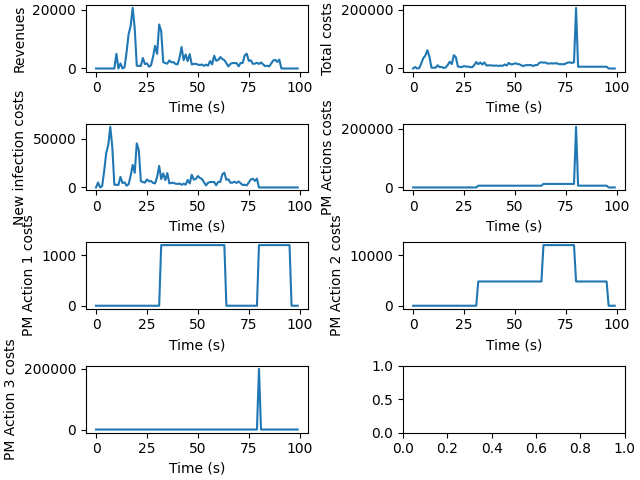 Revenues
20000
0
0 25 50 75 100
Time (s)
Total costs
200000
0
0 25 50 75 100
Time (s)
New infection costs
50000
0
0 25 50 75 100
Time (s)
PM Actions costs
200000
0
0 25 50 75 100
Time (s)
PM Action 1 costs
1000
0
0 25 50 75 100
Time (s)
PM Action 2 costs
10000
0
0 25 50 75 100
Time (s)
PM Action 3 costs
200000
0
0 25 50 75 100
Time (s)
1.0
0.5
0.0
0.0 0.2 0.4 0.6 0.8 1.0